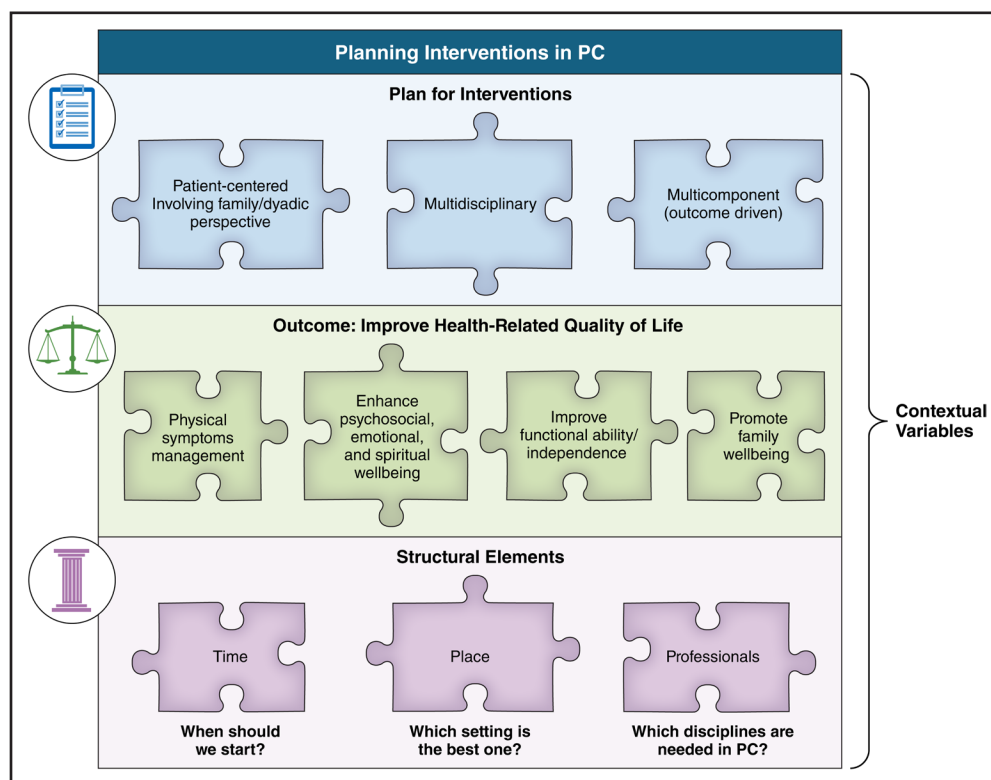 Planning Interventions in PC
Plan for Interventions
Patient-centered
Involving family/dyadic
perspective
Multidisciplinary
Multicomponent
(outcome driven)
Outcome: Improve Health-Related Quality of Life
Physical
symptoms
management
Enhance
psychosocial,
emotional,
and spiritual
wellbeing
Improve
functional ability/
independence
Promote
family
wellbeing
Contextual
Variables
Structural Elements
Time
Place
Professionals
When should
we start?
Which setting is
the best one?
Which disciplines are
needed in PC?